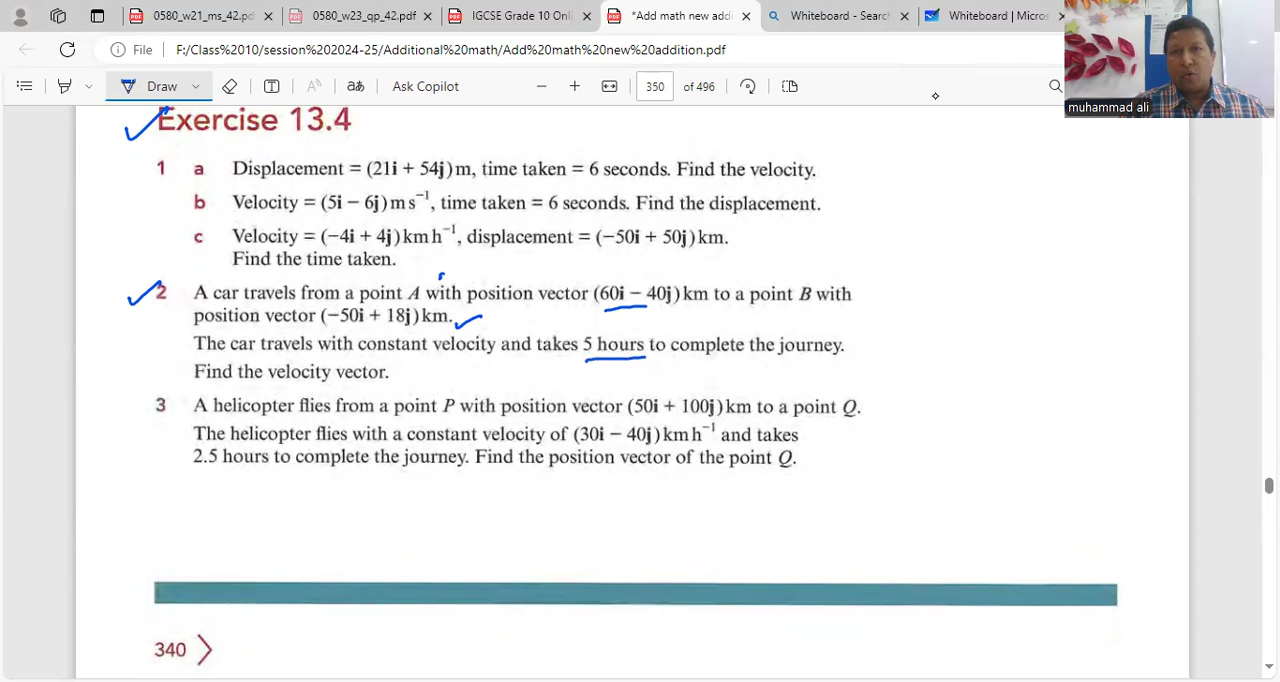 0580_w21_ms_42.pd
0580_w23_qp_42.pdf
IGCSE Grade 10 Onl
*Add math new addi
Whiteboard - Searc
Whiteboard | Micros
File
F:/Class%2010/session%202024-25/Additional%20math/Add%20math%20new%20addition.pdf
Draw
aあ
Ask Copilot
350
of 496
muhammad ali
Exercise 13.4
1 a Displacement = (21i + 54j) m, time taken = 6 seconds. Find the velocity.
b Velocity = (5i − 6j) m s⁻¹, time taken = 6 seconds. Find the displacement.
c Velocity = (−4i + 4j) km h⁻¹, displacement = (−50i + 50j) km.
Find the time taken.
2 A car travels from a point A with position vector (60i − 40j) km to a point B with
position vector (−50i + 18j) km.
The car travels with constant velocity and takes 5 hours to complete the journey.
Find the velocity vector.
3 A helicopter flies from a point P with position vector (50i + 100j) km to a point Q.
The helicopter flies with a constant velocity of (30i − 40j) km h⁻¹ and takes
2.5 hours to complete the journey. Find the position vector of the point Q.
340